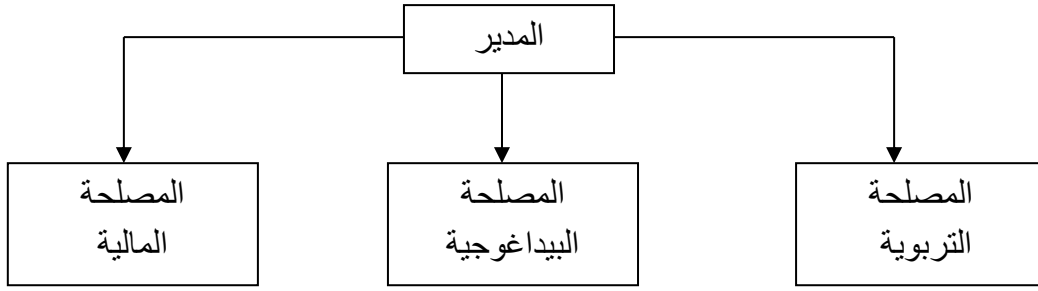 المدير
المصلحة
التربوية
المصلحة
البيداغوجية
المصلحة
المالية